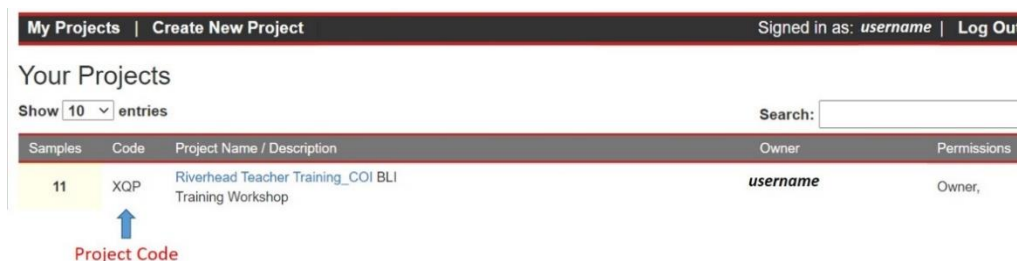 My Projects | Create New Project Signed in as: username | Log Out
Your Projects
Show 10 entries Search:
Samples Code Project Name / Description Owner Permissions
11 XQP Riverhead Teacher Training_COI BLI username Owner,
Training Workshop
Project Code